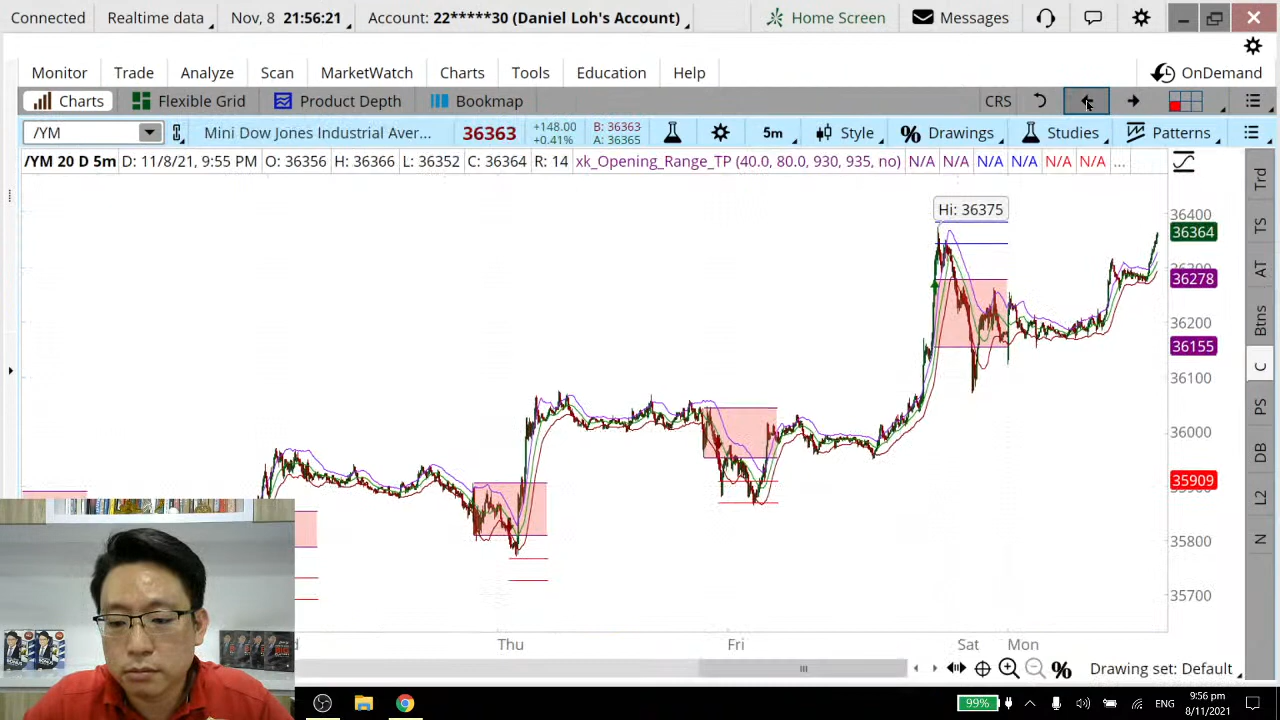 Connected Realtime data Nov, 8 21:56:21 Account: 22*****30 (Daniel Loh's Account) Home Screen Messages
Monitor Trade Analyze Scan MarketWatch Charts Tools Education Help OnDemand
Charts Flexible Grid Product Depth Bookmap CRS
/YM Mini Dow Jones Industrial Aver... 36363 +148.00 +0.41% B: 36363 A: 36365 5m Style Drawings Studies Patterns
/YM 20 D 5m D: 11/8/21, 9:55 PM O: 36356 H: 36366 L: 36352 C: 36364 R: 14 xk_Opening_Range_TP (40.0, 80.0, 930, 935, no) N/A N/A N/A N/A N/A N/A ...
Hi: 36375
36400
36364
36278
36200
36155
36100
36000
35909
35800
35700
Trd
TS
AT
Btns
C
PS
DB
L2
N
Thu Fri Sat Mon
Drawing set: Default
99% ENG 9:56 pm
8/11/2021